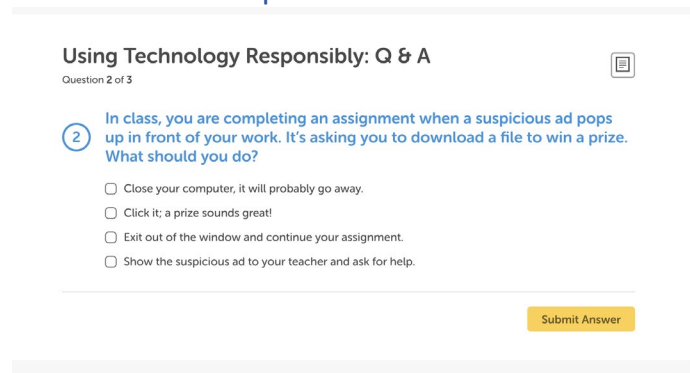 Using Technology Responsibly: Q & A
Question 2 of 3
2
In class, you are completing an assignment when a suspicious ad pops
up in front of your work. It's asking you to download a file to win a prize.
What should you do?
Close your computer, it will probably go away.
Click it; a prize sounds great!
Exit out of the window and continue your assignment.
Show the suspicious ad to your teacher and ask for help.
Submit Answer